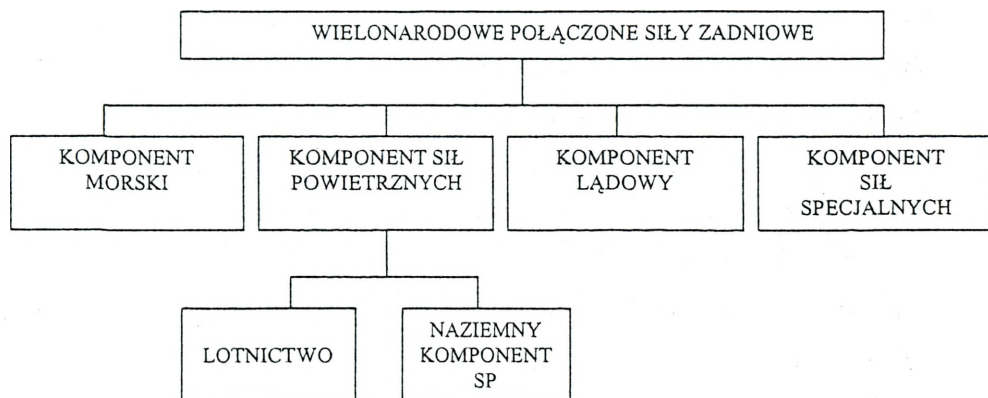 WIELONARODOWE POŁĄCZONE SIŁY ZADNIOWE
KOMPONENT
MORSKI
KOMPONENT SIŁ
POWIETRZNYCH
KOMPONENT
LĄDOWY
KOMPONENT
SIŁ
SPECJALNYCH
LOTNICTWO
NAZIEMNY
KOMPONENT
SP